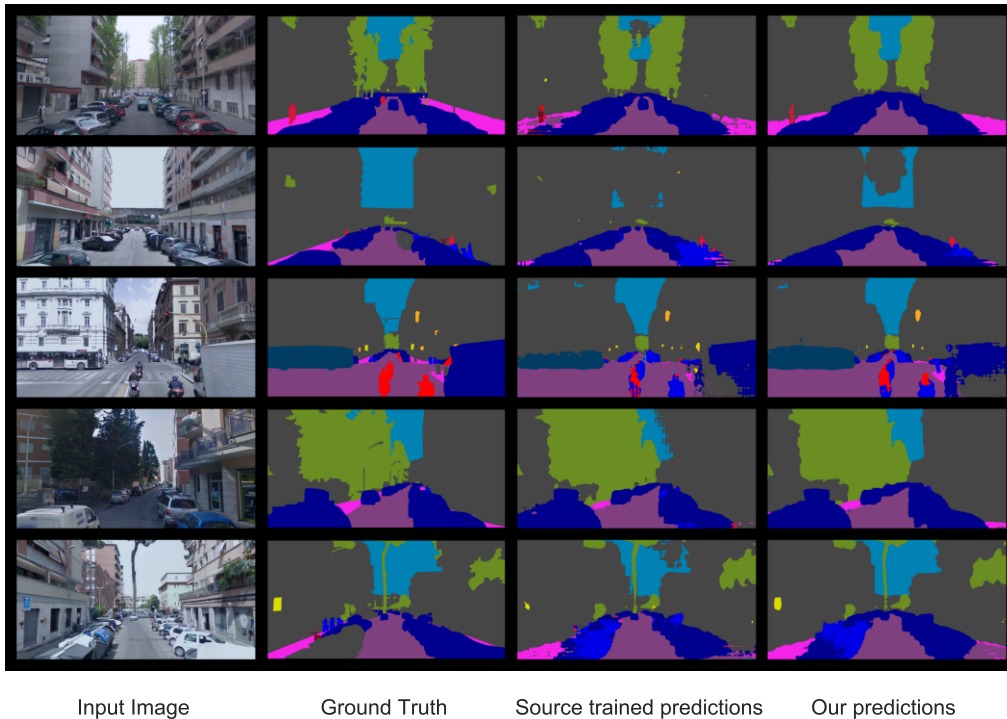 Input Image
Ground Truth
Source trained predictions
Our predictions